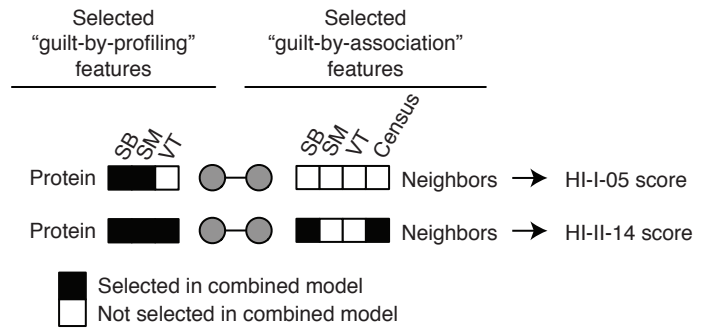 Selected
“guilt-by-profiling”
features
Selected
“guilt-by-association”
features
SB
SM
VT
SB
SM
VT
Census
Protein
Neighbors
HI-I-05 score
Protein
Neighbors
HI-II-14 score
Selected in combined model
Not selected in combined model